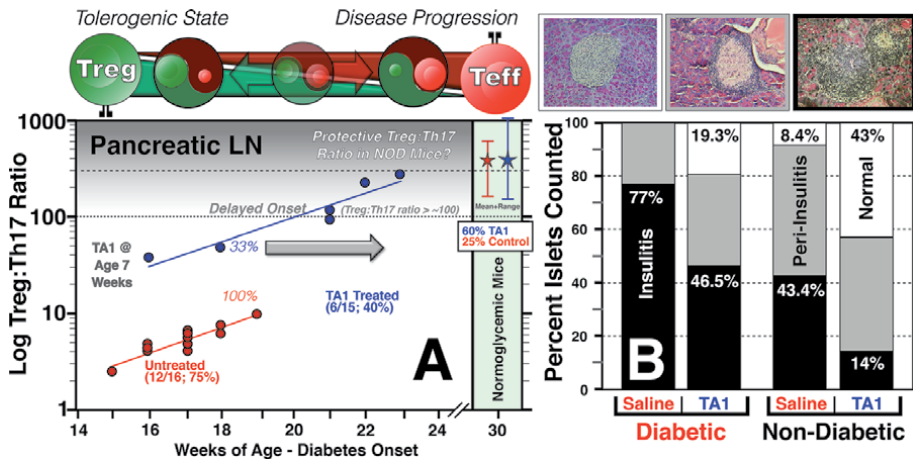 Tolerogenic State
Disease Progression
Treg
Teff
Pancreatic LN
Protective Treg:Th17
Ratio in NOD Mice?
Delayed Onset
(Treg:Th17 ratio > ~100)
Mean+Range
60% TA1
25% Control
TA1 @
Age 7
Weeks
33%
100%
TA1 Treated
(6/15; 40%)
Untreated
(12/16; 75%)
Normoglycemic Mice
A
Log Treg:Th17 Ratio
1000
100
10
1
14
16
18
20
22
24
30
Weeks of Age - Diabetes Onset
Percent Islets Counted
100
80
60
40
20
0
77%
Insulitis
19.3%
46.5%
8.4%
Peri-Insulitis
43.4%
43%
Normal
14%
B
Saline
TA1
Saline
TA1
Diabetic
Non-Diabetic